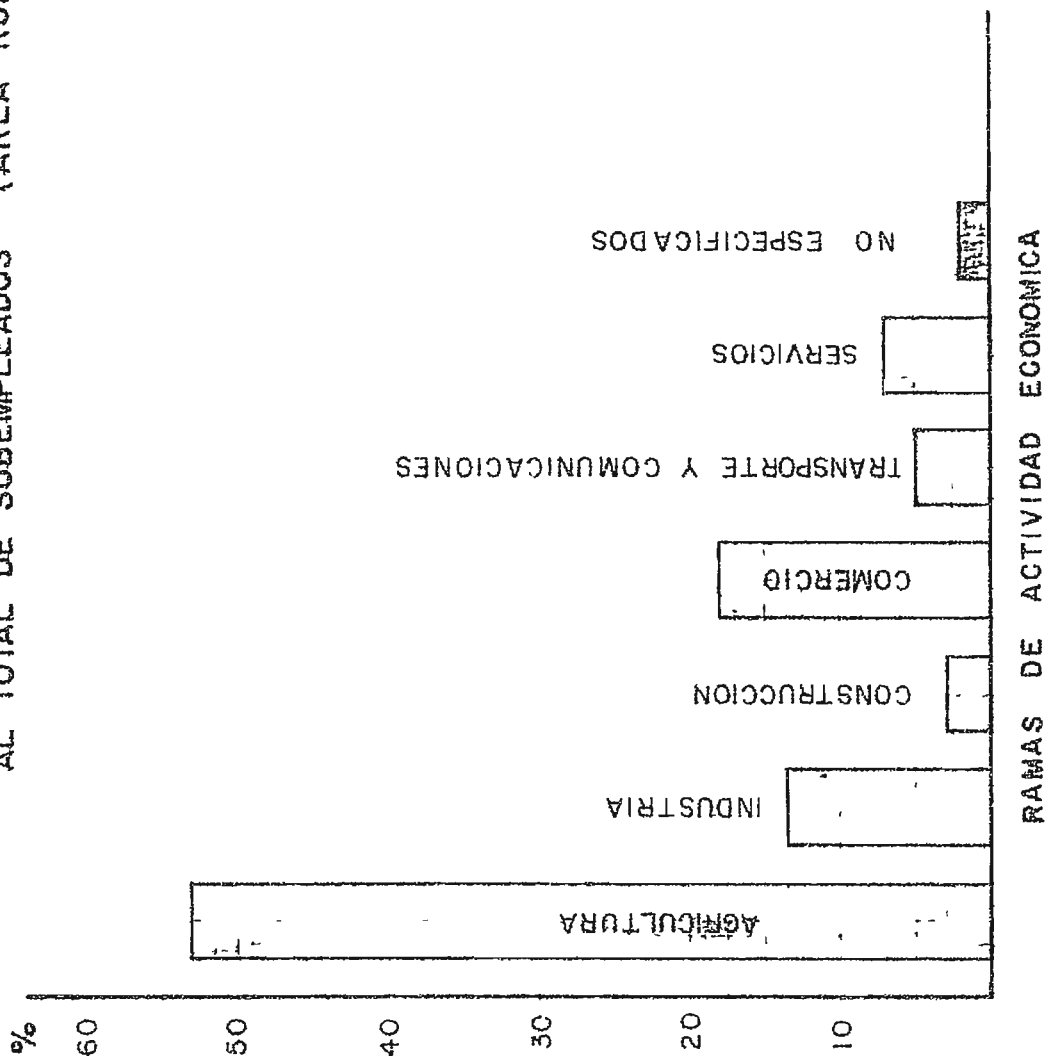 AL TOTAL DE SUBEMPLEADOS (AREA
%
60
50
40
30
20
10
AGRICULTURA
INDUSTRIA
CONSTRUCCION
COMERCIO
TRANSPORTE Y COMUNICACIONES
SERVICIOS
NO ESPECIFICADOS
RAMAS DE ACTIVIDAD ECONOMICA